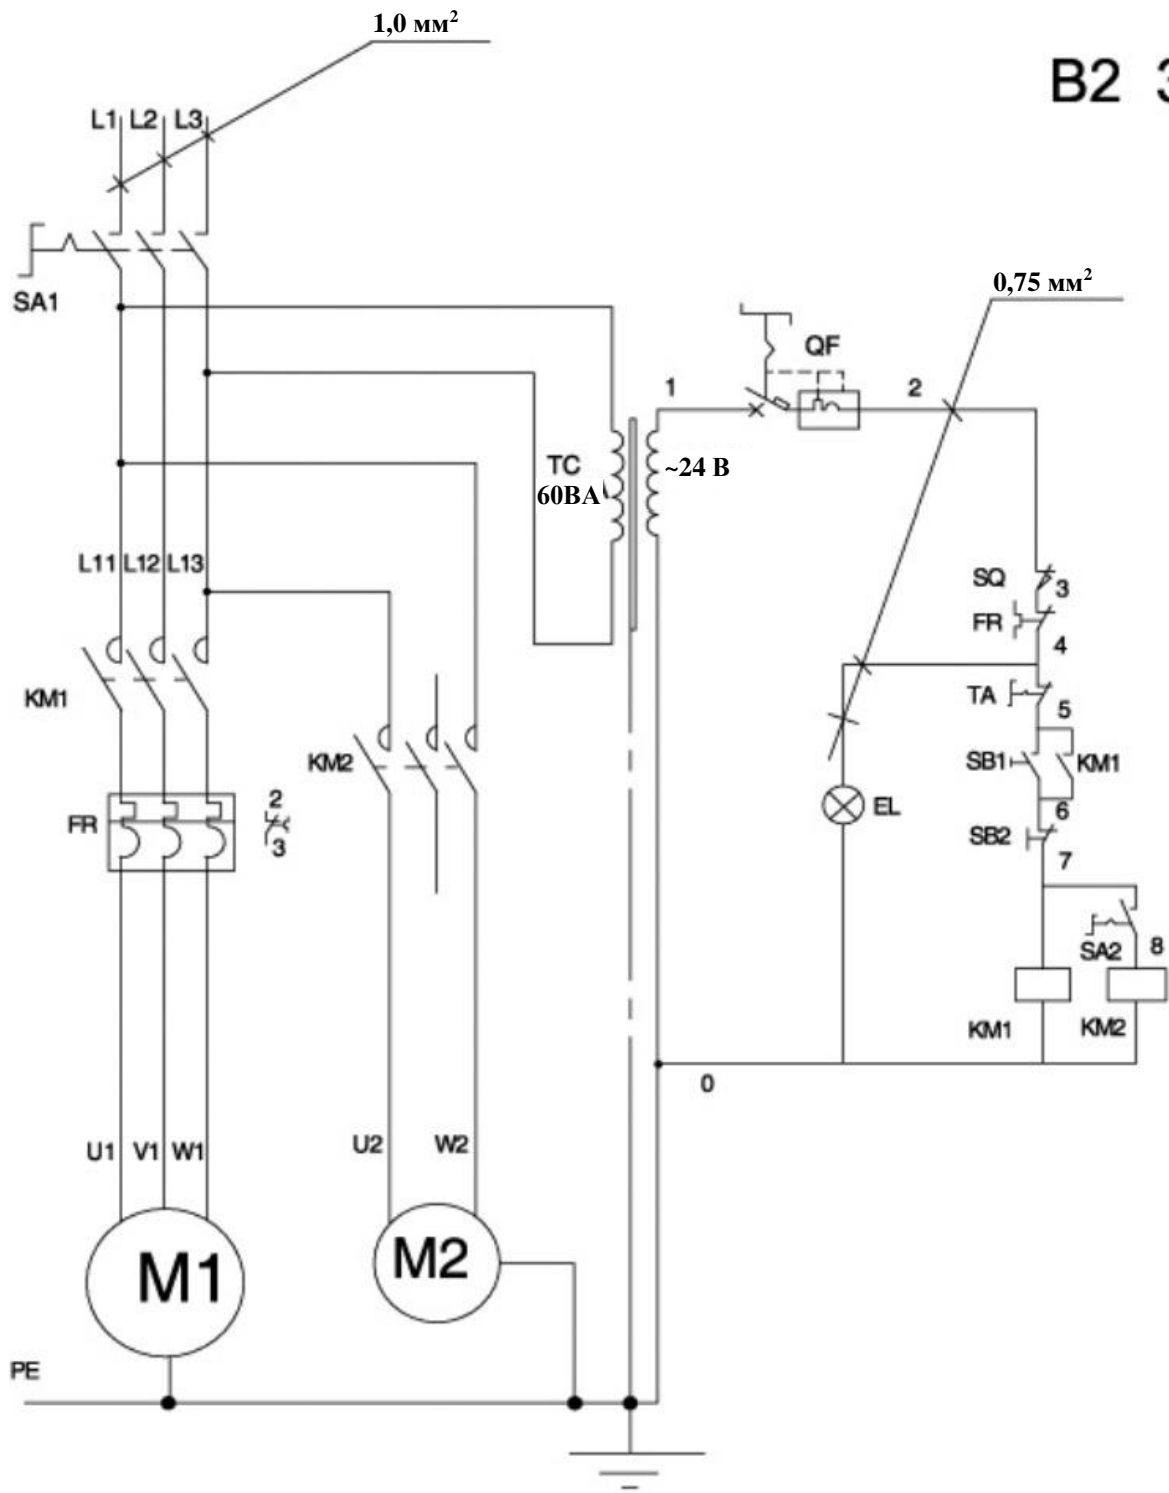 1,0 мм²
B2 3
L1 L2 L3
SA1
0,75 мм²
QF
1
2
TC
60ВА
~24 В
L11 L12 L13
SQ
3
FR
4
KM1
TA
5
KM2
SB1
KM1
2
6
FR
EL
3
SB2
7
SA2
8
KM1
KM2
0
U1 V1 W1
U2
W2
M1
M2
PE